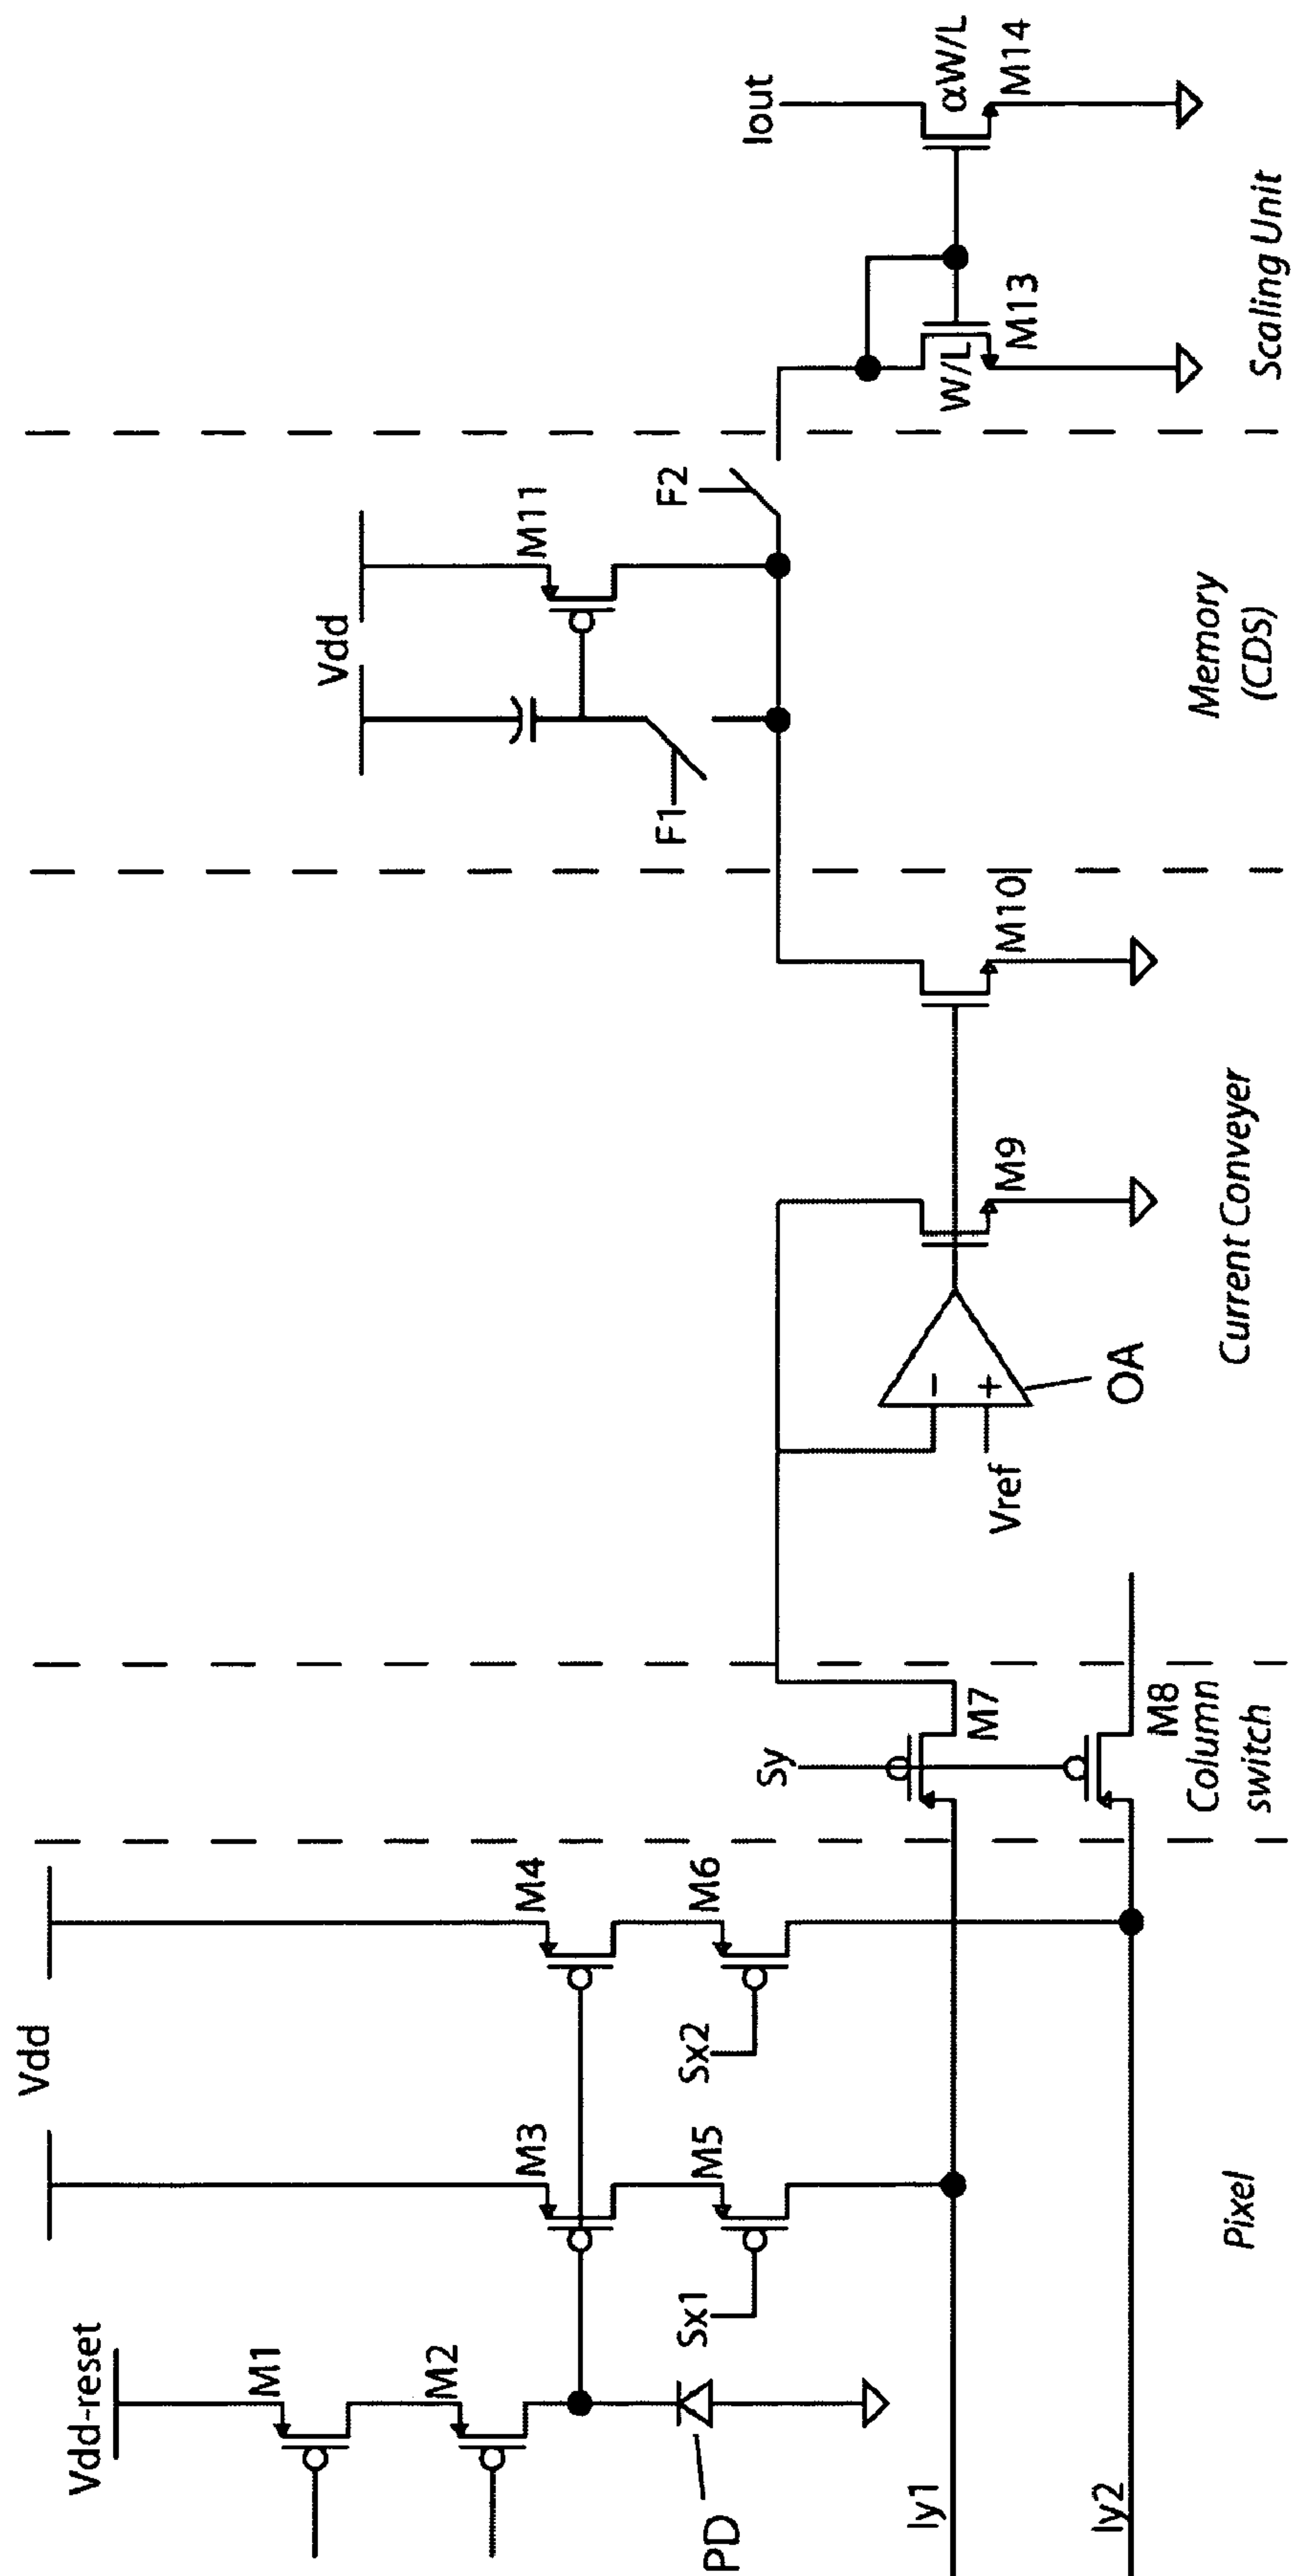 Vdd-reset
M1
M2
PD
Vdd
M3
M4
Sx1
M5
Sx2
M6
Iy1
Iy2
Pixel
Sy
M7
M8
Column
switch
Vref
-
+
OA
M9
M10
Current Conveyer
Vdd
M11
F1
F2
Memory
(CDS)
W/L
M13
Iout
αW/L
M14
Scaling Unit